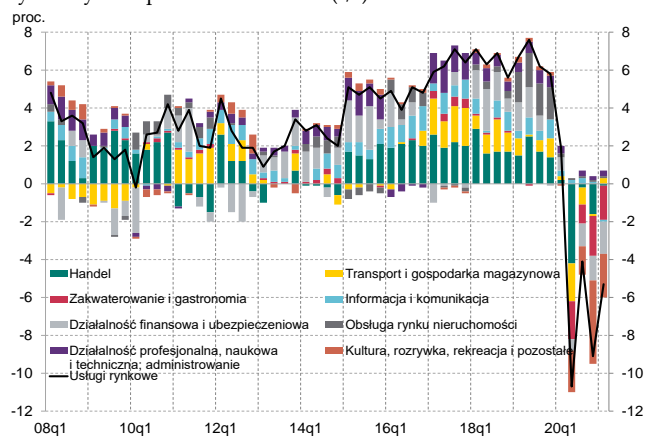 proc.
8 8
6 6
4 4
2 2
0 0
-2 -2
-4 -4
-6 -6
-8 -8
-10 -10
-12 -12
Handel
Transport i gospodarka magazynowa
Zakwaterowanie i gastronomia
Informacja i komunikacja
Działalność finansowa i ubezpieczeniowa
Obsługa rynku nieruchomości
Działalność profesjonalna, naukowa
i techniczna; administrowanie
Kultura, rozrywka, rekreacja i pozostałe
Usługi rynkowe
08q1 10q1 12q1 14q1 16q1 18q1 20q1